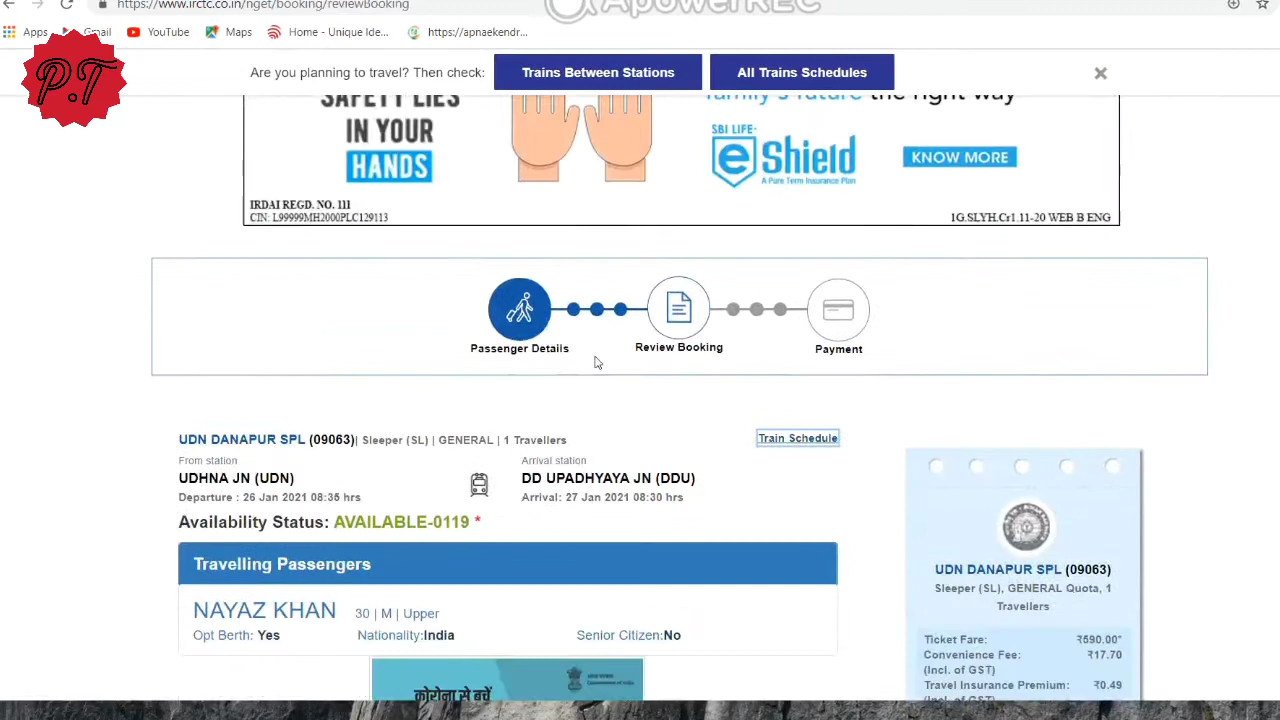 ApowerREC
https://www.irctc.co.in/nget/booking/reviewBooking
Apps Gmail YouTube Maps Home - Unique Ide... https://apnaekendr...
P.T
Are you planning to travel? Then check: Trains Between Stations All Trains Schedules
SAFETY LIES
IN YOUR
HANDS
family's future the right way
SBI LIFE-
eShield
A Pure Term Insurance Plan
KNOW MORE
IRDAI REGD. NO. 111
CIN: L99999MH2000PLC129113
1G.SLYH.Cr1.11-20 WEB B ENG
Passenger Details
Review Booking
Payment
UDN DANAPUR SPL (09063)| Sleeper (SL) | GENERAL | 1 Travellers
Train Schedule
From station
UDHNA JN (UDN)
Departure : 26 Jan 2021 08:35 hrs
Arrival station
DD UPADHYAYA JN (DDU)
Arrival: 27 Jan 2021 08:30 hrs
Availability Status: AVAILABLE-0119 *
Travelling Passengers
NAYAZ KHAN 30 | M | Upper
Opt Berth: Yes Nationality:India Senior Citizen:No
कोरोना से बचें
UDN DANAPUR SPL (09063)
Sleeper (SL), GENERAL Quota, 1
Travellers
Ticket Fare: ₹590.00*
Convenience Fee: ₹17.70
(Incl. of GST)
Travel Insurance Premium: ₹0.49
(Incl. of GST)